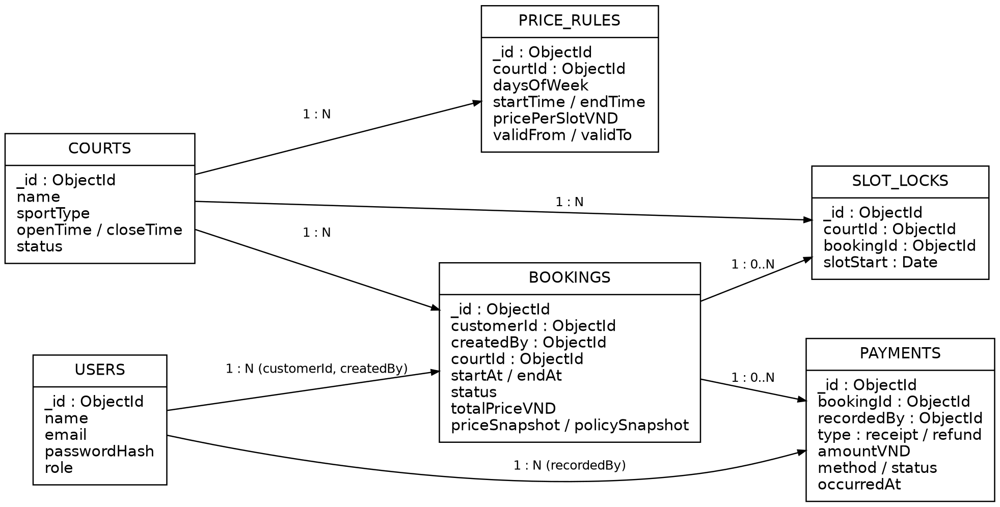 PRICE_RULES
_id : ObjectId
courtId : ObjectId
daysOfWeek
startTime / endTime
pricePerSlotVND
validFrom / validTo
1 : N
COURTS
_id : ObjectId
name
sportType
openTime / closeTime
status
1 : N
SLOT_LOCKS
_id : ObjectId
courtId : ObjectId
bookingId : ObjectId
slotStart : Date
1 : N
1 : 0..N
BOOKINGS
_id : ObjectId
customerId : ObjectId
createdBy : ObjectId
courtId : ObjectId
startAt / endAt
status
totalPriceVND
priceSnapshot / policySnapshot
USERS
_id : ObjectId
name
email
passwordHash
role
1 : N (customerId, createdBy)
1 : 0..N
PAYMENTS
_id : ObjectId
bookingId : ObjectId
recordedBy : ObjectId
type : receipt / refund
amountVND
method / status
occurredAt
1 : N (recordedBy)